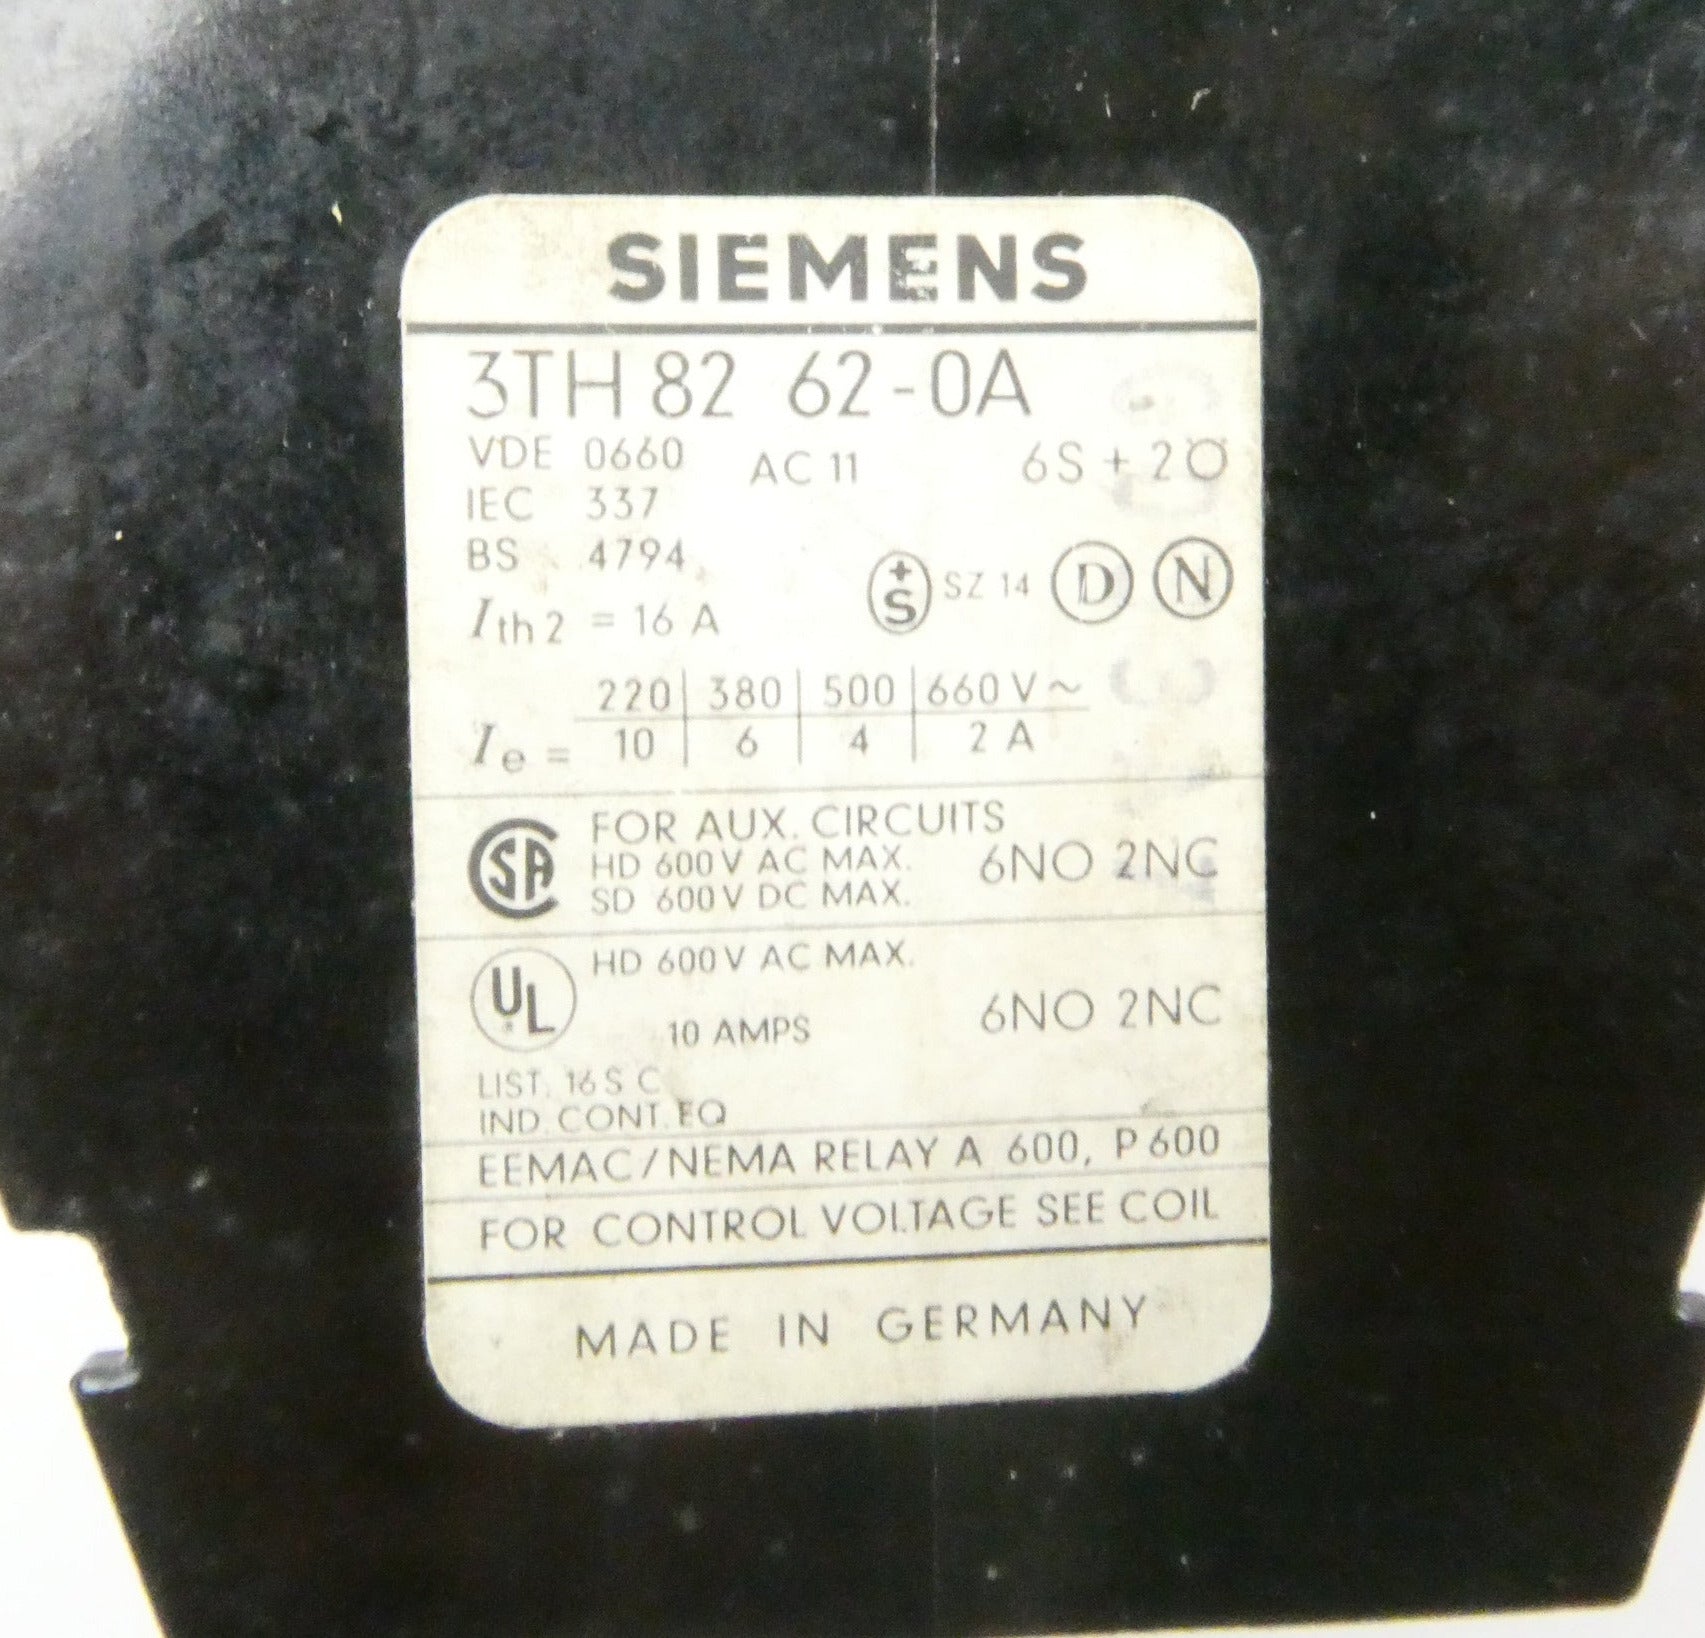 SIEMENS
3TH 82 62-0A
VDE 0660 AC 11 6S + 2Ö
IEC 337
BS 4794
+S SZ 14 D N
Ith2 = 16 A
220 | 380 | 500 | 660 V ~
Ie = 10 | 6 | 4 | 2 A
FOR AUX. CIRCUITS
SA HD 600 V AC MAX. 6NO 2NC
SD 600 V DC MAX.
UL HD 600 V AC MAX.
10 AMPS 6NO 2NC
LIST. 16 S C
IND. CONT. EQ
EEMAC/NEMA RELAY A 600, P 600
FOR CONTROL VOLTAGE SEE COIL
MADE IN GERMANY